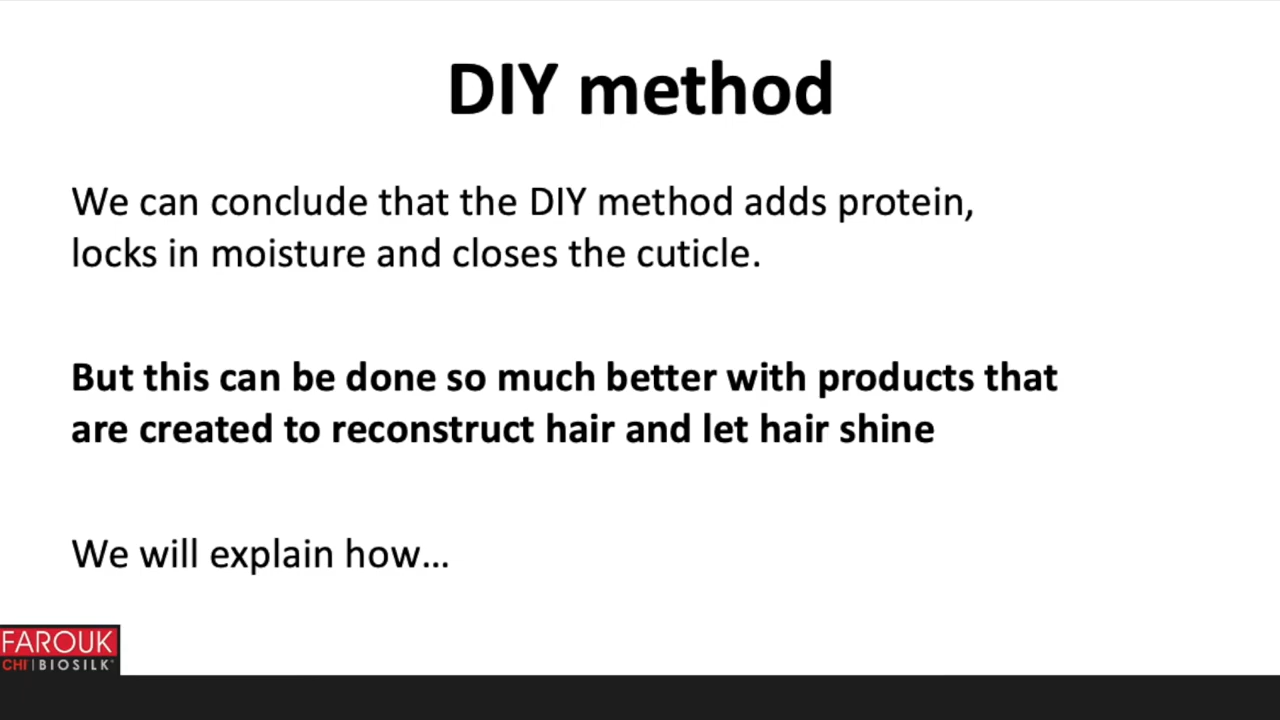 DIY method
We can conclude that the DIY method adds protein,
locks in moisture and closes the cuticle.
But this can be done so much better with products that
are created to reconstruct hair and let hair shine
We will explain how...
FAROUK
CHI | BIOSILK